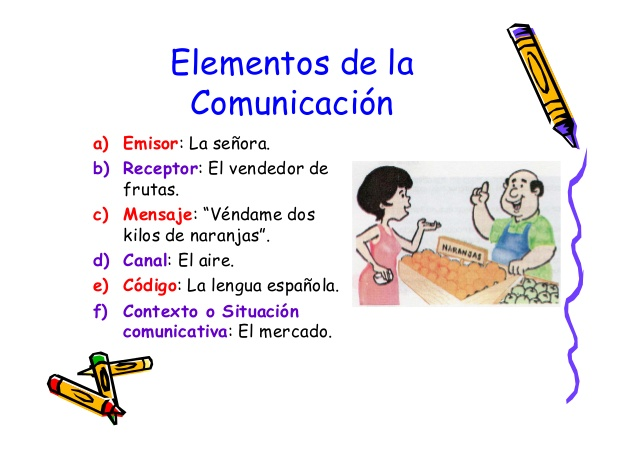 Elementos de la
Comunicación
a) Emisor: La señora.
b) Receptor: El vendedor de
frutas.
c) Mensaje: “Véndame dos
kilos de naranjas”.
d) Canal: El aire.
e) Código: La lengua española.
f) Contexto o Situación
comunicativa: El mercado.
NARANJAS